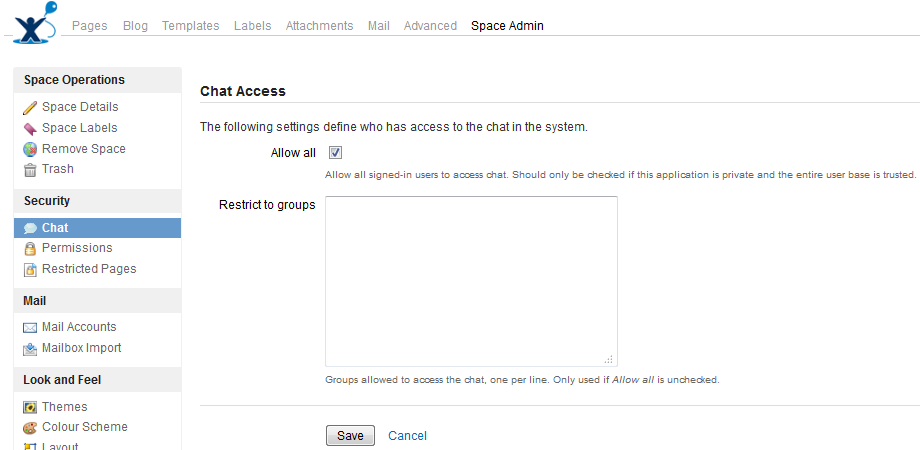 Pages Blog Templates Labels Attachments Mail Advanced Space Admin
Space Operations
Space Details
Space Labels
Remove Space
Trash
Security
Chat
Permissions
Restricted Pages
Mail
Mail Accounts
Mailbox Import
Look and Feel
Themes
Colour Scheme
Layout
Chat Access
The following settings define who has access to the chat in the system.
Allow all
Allow all signed-in users to access chat. Should only be checked if this application is private and the entire user base is trusted.
Restrict to groups
Groups allowed to access the chat, one per line. Only used if Allow all is unchecked.
Save Cancel